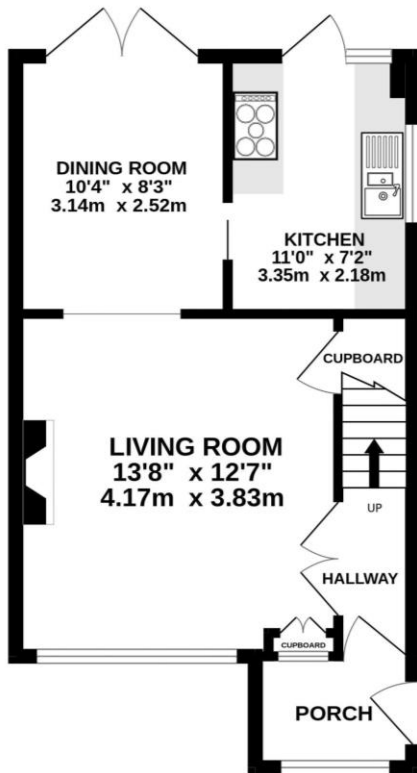 DINING ROOM
10'4" x 8'3"
3.14m x 2.52m
KITCHEN
11'0" x 7'2"
3.35m x 2.18m
CUPBOARD
LIVING ROOM
13'8" x 12'7"
4.17m x 3.83m
UP
HALLWAY
CUPBOARD
PORCH